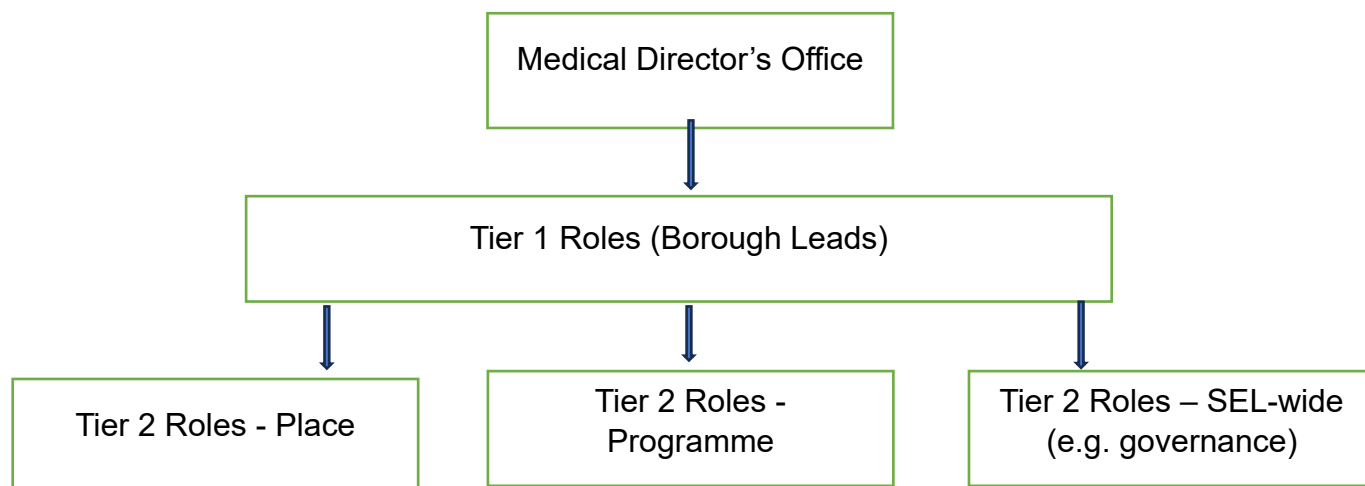 Medical Director’s Office
Tier 1 Roles (Borough Leads)
Tier 2 Roles - Place
Tier 2 Roles -
Programme
Tier 2 Roles – SEL-wide
(e.g. governance)